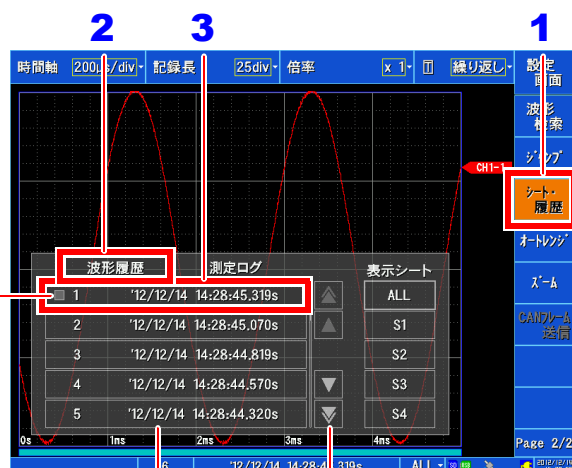 2 3 1
時間軸 200μs/div 記録長 25div 倍率 x 1 T 繰り返し
設定画面
波形検索
ジャンプ
シート・履歴
オートレンジ
ズーム
CANフレーム送信
Page 2/2
CH1-1
波形履歴 測定ログ 表示シート
1 '12/12/14 14:28:45.319s ALL
2 '12/12/14 14:28:45.070s S1
3 '12/12/14 14:28:44.819s S2
4 '12/12/14 14:28:44.570s S3
5 '12/12/14 14:28:44.320s S4
0s 1ms 2ms 3ms 4ms